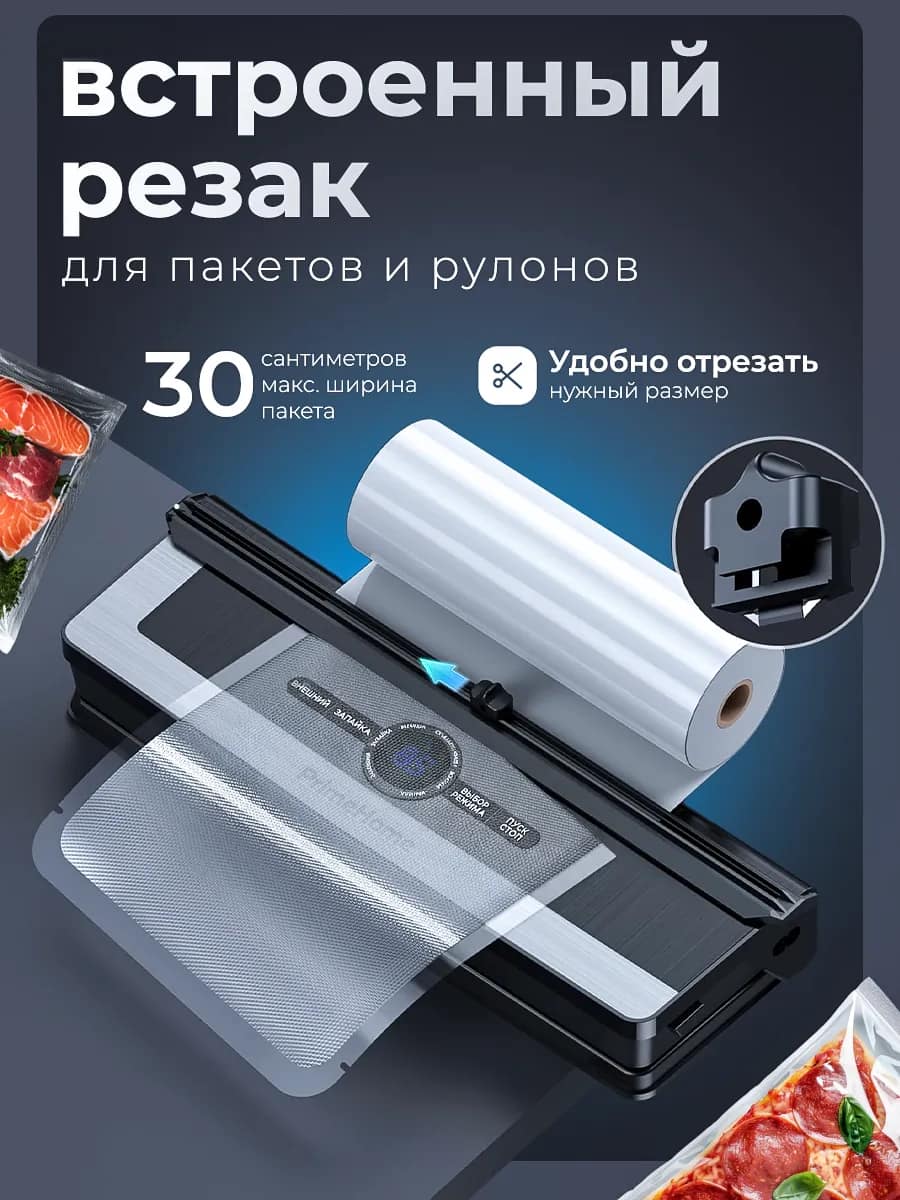 встроенный
резак
для пакетов и рулонов
30
сантиметров
макс. ширина
пакета
Удобно отрезать
нужный размер
ВНЕШНИЙ
ЗАПАЙКА
ВЫБОР
РЕЖИМА
ПУСК
СТОП
PrimeHome